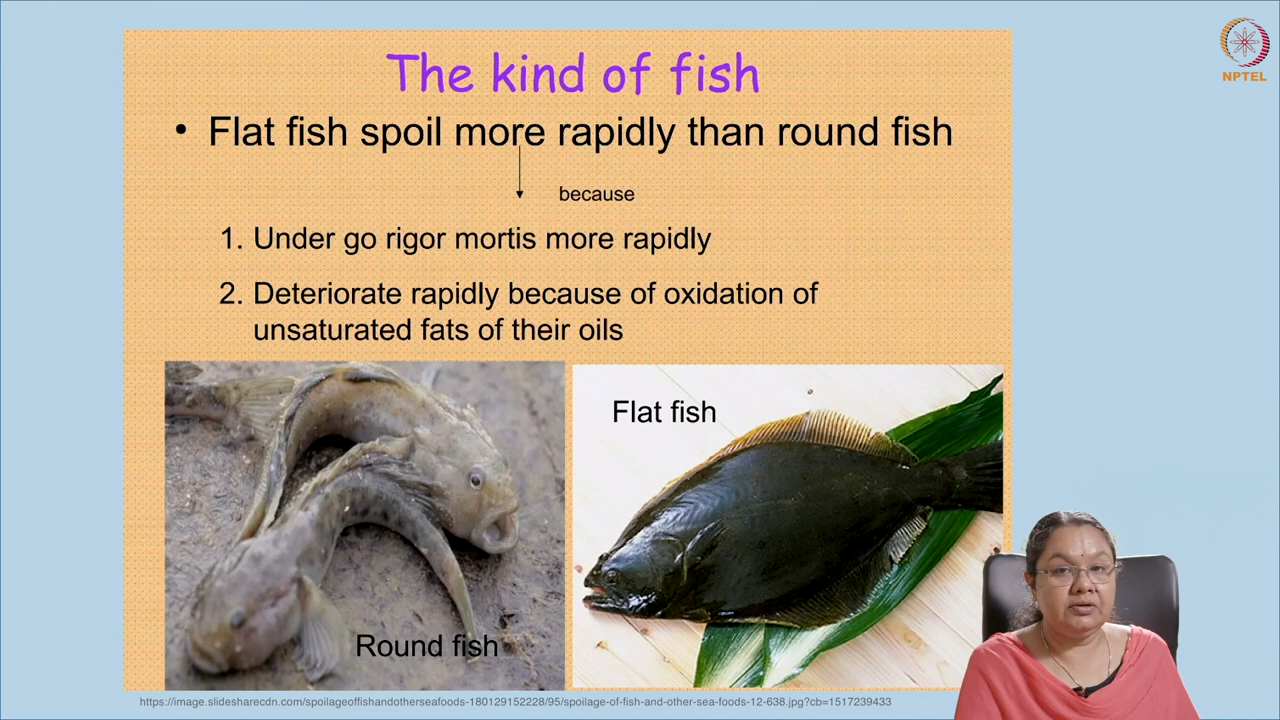 The kind of fish
NPTEL
• Flat fish spoil more rapidly than round fish
because
1. Under go rigor mortis more rapidly
2. Deteriorate rapidly because of oxidation of
unsaturated fats of their oils
Flat fish
Round fish
https://image.slidesharecdn.com/spoilageoffishandotherseafoods-180129152228/95/spoilage-of-fish-and-other-sea-foods-12-638.jpg?cb=1517239433